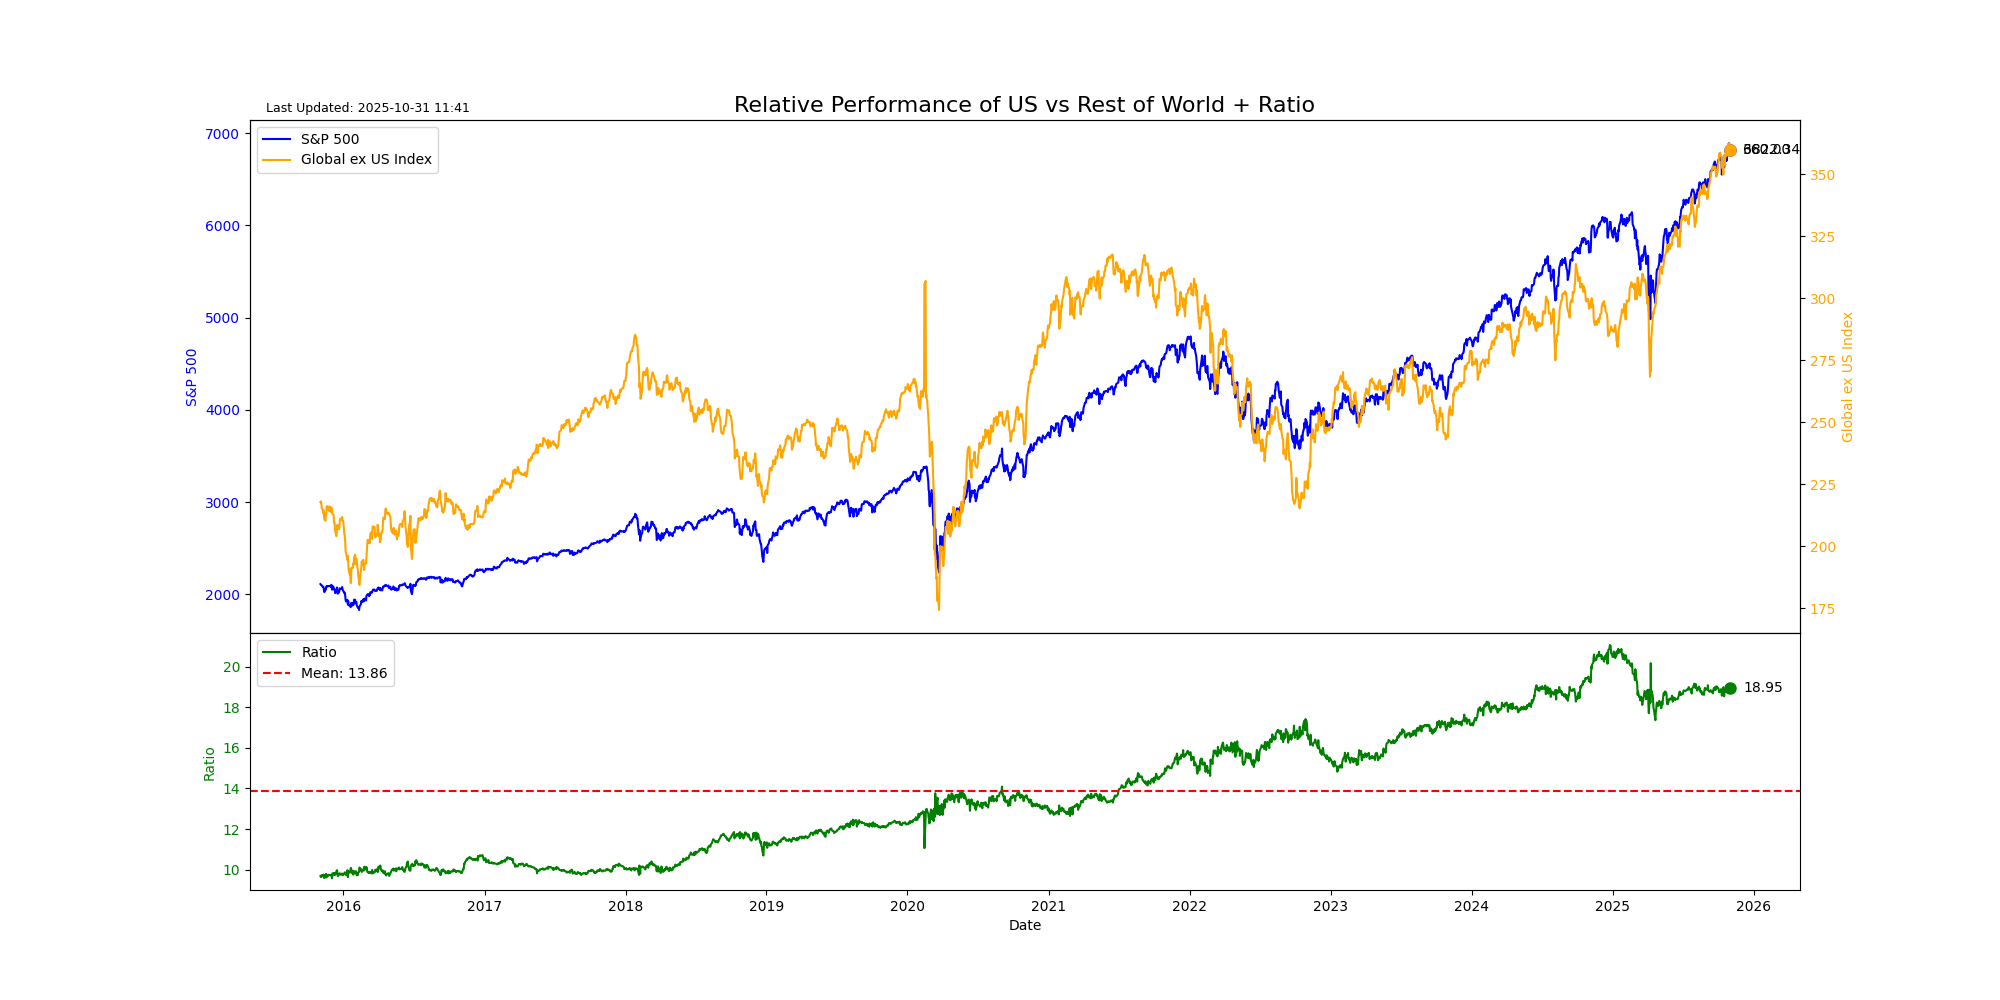 Last Updated: 2025-10-31 11:41
Relative Performance of US vs Rest of World + Ratio
S&P 500
Global ex US Index
7000
6000
5000
4000
3000
2000
S&P 500
350
325
300
275
250
225
200
175
Global ex US Index
Ratio
Mean: 13.86
20
18
16
14
12
10
Ratio
18.95
2016 2017 2018 2019 2020 2021 2022 2023 2024 2025 2026
Date